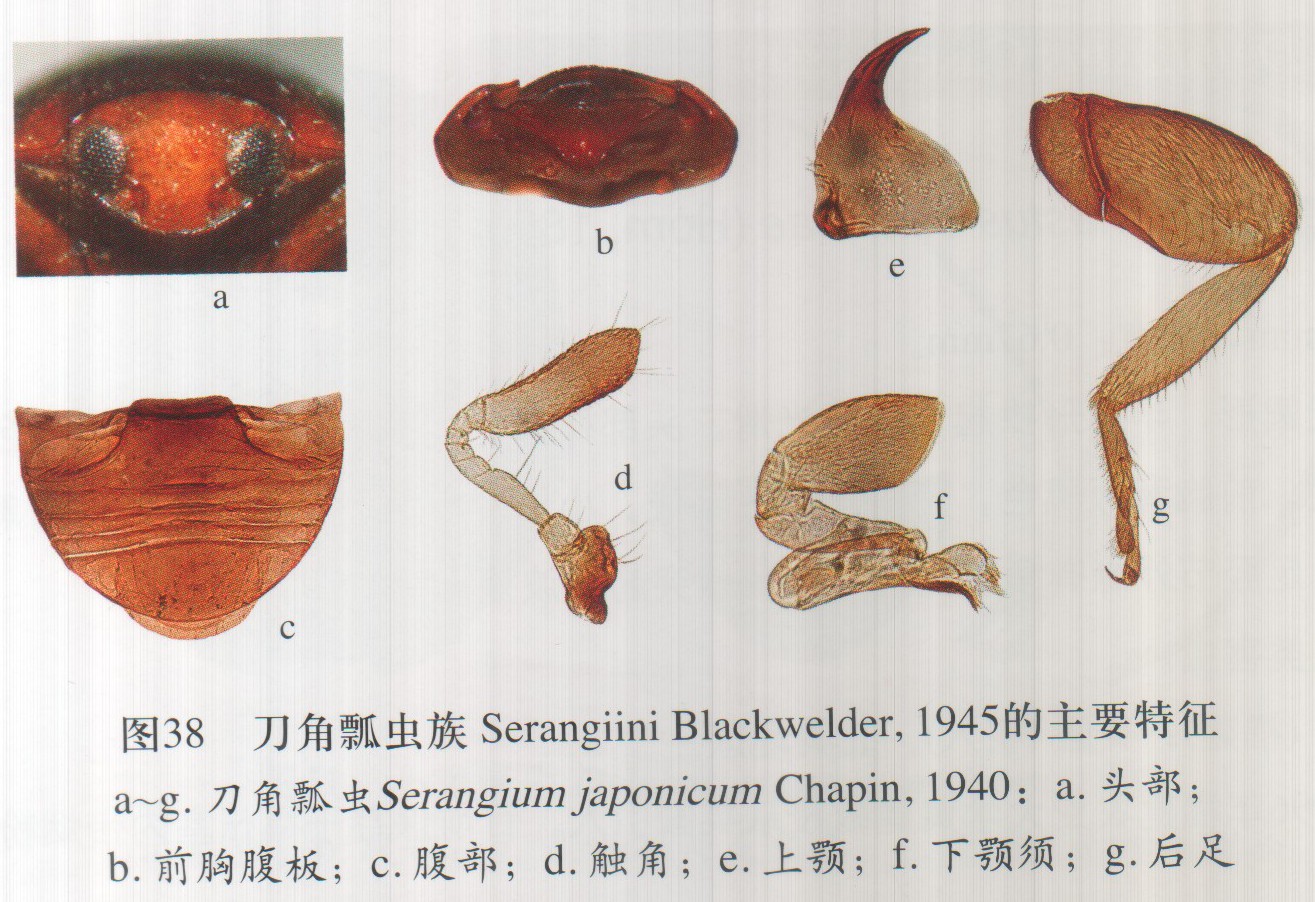 a
b
e
d
f
g
c
图38 刀角瓢虫族 Serangiini Blackwelder, 1945的主要特征
a~g. 刀角瓢虫Serangium japonicum Chapin, 1940：a. 头部；
b. 前胸腹板；c. 腹部；d. 触角；e. 上颚；f. 下颚须；g. 后足